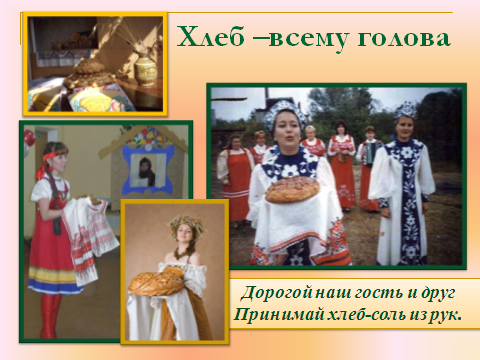 Хлеб –всему голова
Дорогой наш гость и друг
Принимай хлеб-соль из рук.